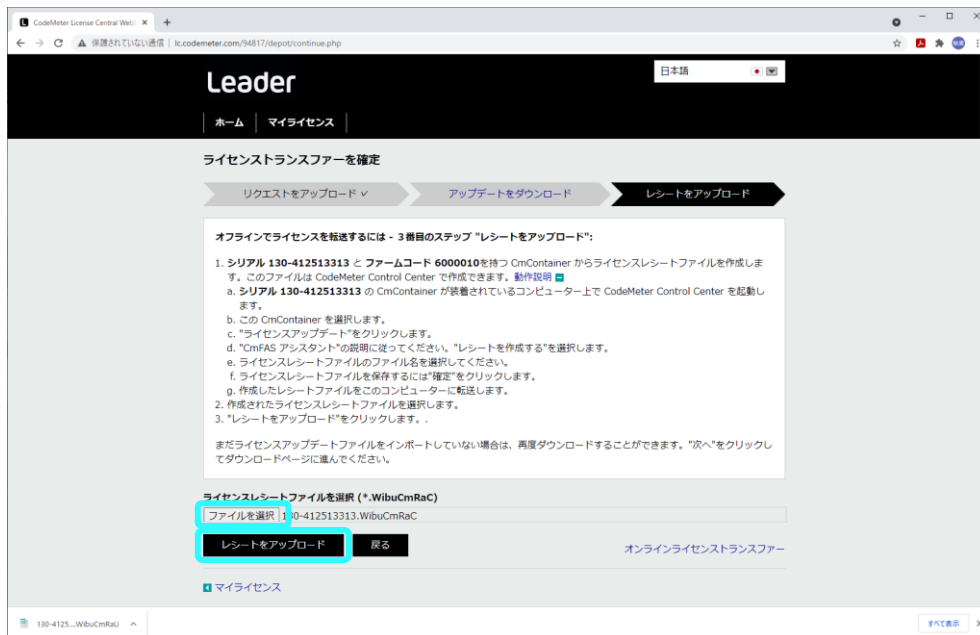 CodeMeter License Central Web
保護されていない通信 | lc.codemeter.com/94817/depot/continue.php
Leader
日本語
ホーム マイライセンス
ライセンストランスファーを確定
リクエストをアップロード ✓ アップデートをダウンロード レシートをアップロード
オフラインでライセンスを転送するには - 3番目のステップ "レシートをアップロード":
1. シリアル 130-412513313 と ファームコード 6000010を持つ CmContainer からライセンスレシートファイルを作成しま
す。このファイルは CodeMeter Control Center で作成できます。動作説明
a. シリアル 130-412513313 の CmContainer が装着されているコンピューター上で CodeMeter Control Center を起動し
ます。
b. この CmContainer を選択します。
c. "ライセンスアップデート"をクリックします。
d. "CmFAS アシスタント"の説明に従ってください。"レシートを作成する"を選択します。
e. ライセンスレシートファイルのファイル名を選択してください。
f. ライセンスレシートファイルを保存するには"確定"をクリックします。
g. 作成したレシートファイルをこのコンピューターに転送します。
2. 作成されたライセンスレシートファイルを選択します。
3. "レシートをアップロード"をクリックします。.
まだライセンスアップデートファイルをインポートしていない場合は、再度ダウンロードすることができます。"次へ"をクリックし
てダウンロードページに進んでください。
ライセンスレシートファイルを選択 (*.WibuCmRaC)
ファイルを選択 130-412513313.WibuCmRaC
レシートをアップロード 戻る
オンラインライセンストランスファー
マイライセンス
130-4125....WibuCmRaU
すべて表示